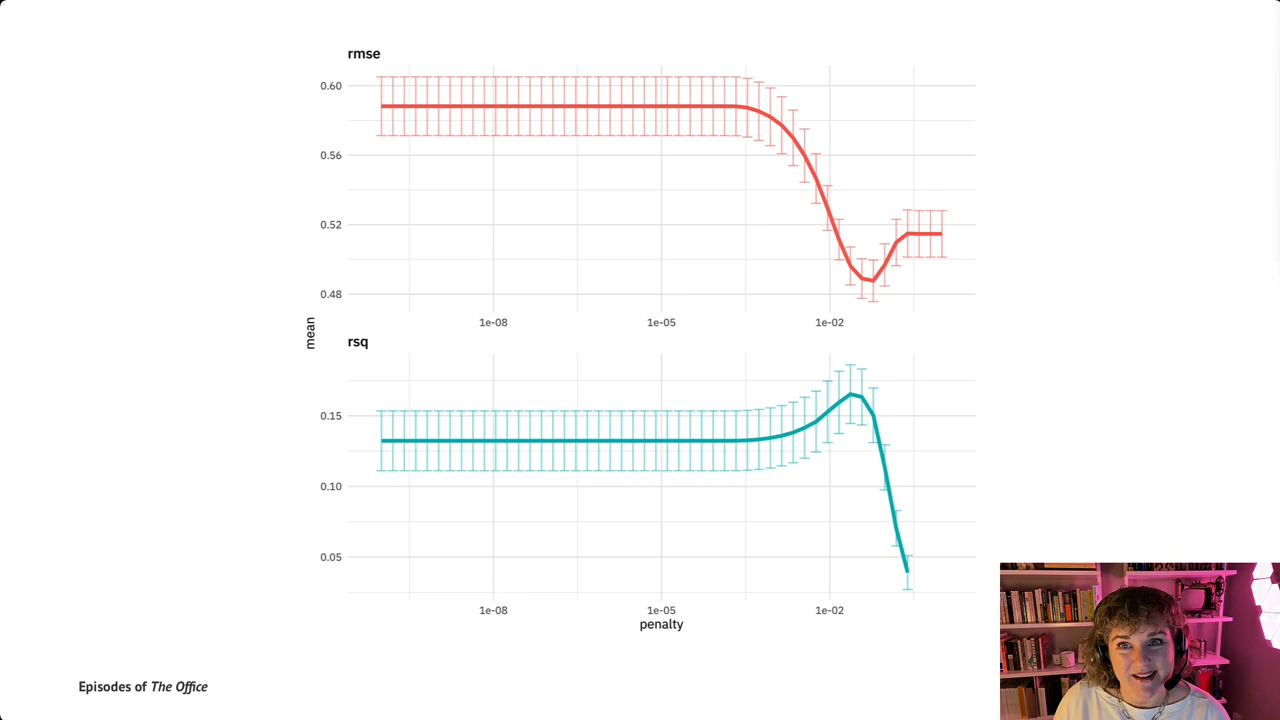 rmse
0.60
0.56
0.52
0.48
1e-08 1e-05 1e-02
mean
rsq
0.15
0.10
0.05
1e-08 1e-05 1e-02
penalty
Episodes of The Office